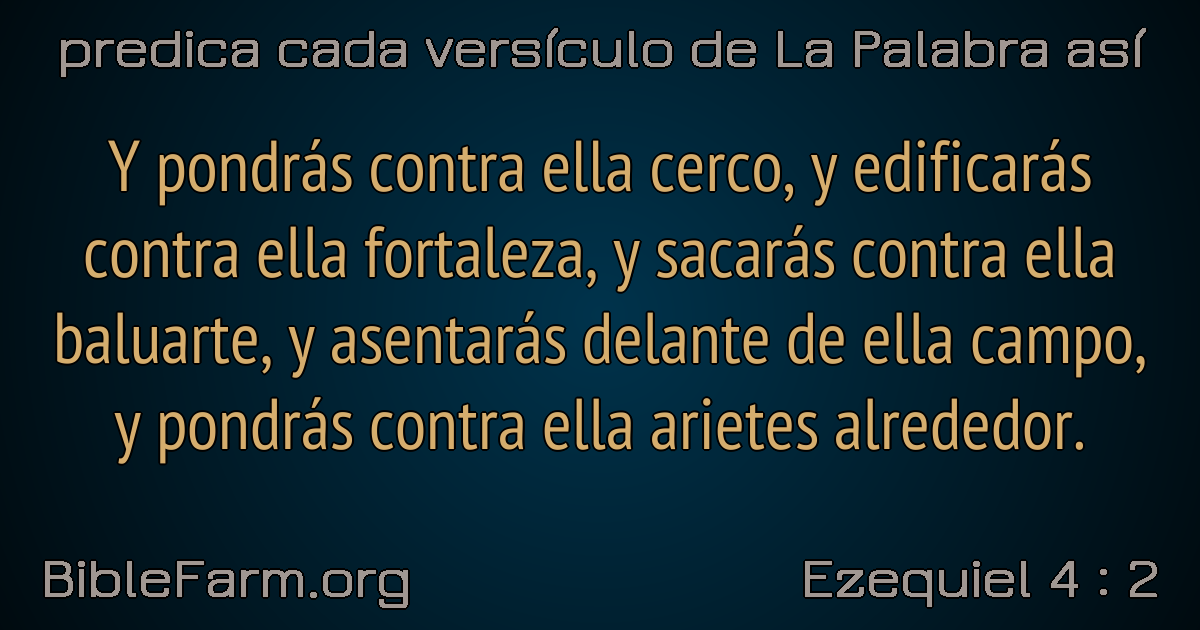 predica cada versículo de La Palabra así
Y pondrás contra ella cerco, y edificarás
contra ella fortaleza, y sacarás contra ella
baluarte, y asentarás delante de ella campo,
y pondrás contra ella arietes alrededor.
BibleFarm.org
Ezequiel 4 : 2